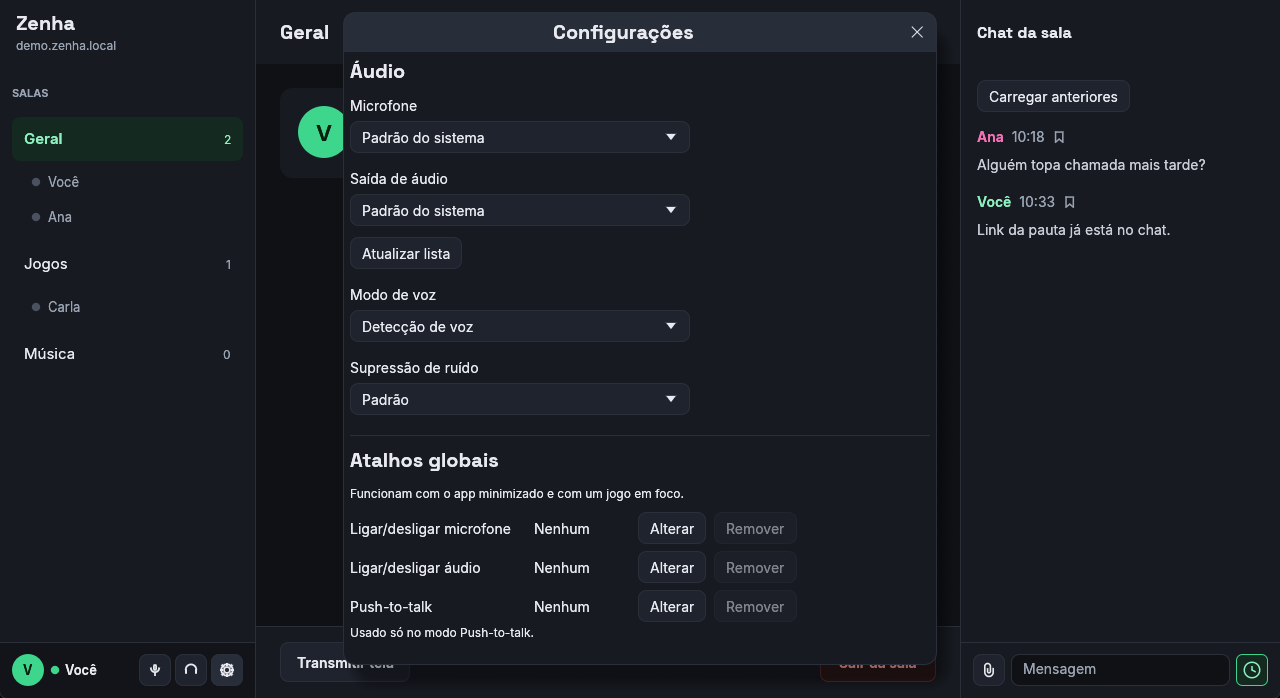 Zenha
demo.zenha.local
SALAS
Geral 2
Você
Ana
Jogos 1
Carla
Música 0
V Você
Geral
V
Configurações
Áudio
Microfone
Padrão do sistema
Saída de áudio
Padrão do sistema
Atualizar lista
Modo de voz
Detecção de voz
Supressão de ruído
Padrão
Atalhos globais
Funcionam com o app minimizado e com um jogo em foco.
Ligar/desligar microfone Nenhum Alterar Remover
Ligar/desligar áudio Nenhum Alterar Remover
Push-to-talk Nenhum Alterar Remover
Usado só no modo Push-to-talk.
Transmitir tela
Sair da sala
Chat da sala
Carregar anteriores
Ana 10:18
Alguém topa chamada mais tarde?
Você 10:33
Link da pauta já está no chat.
Mensagem